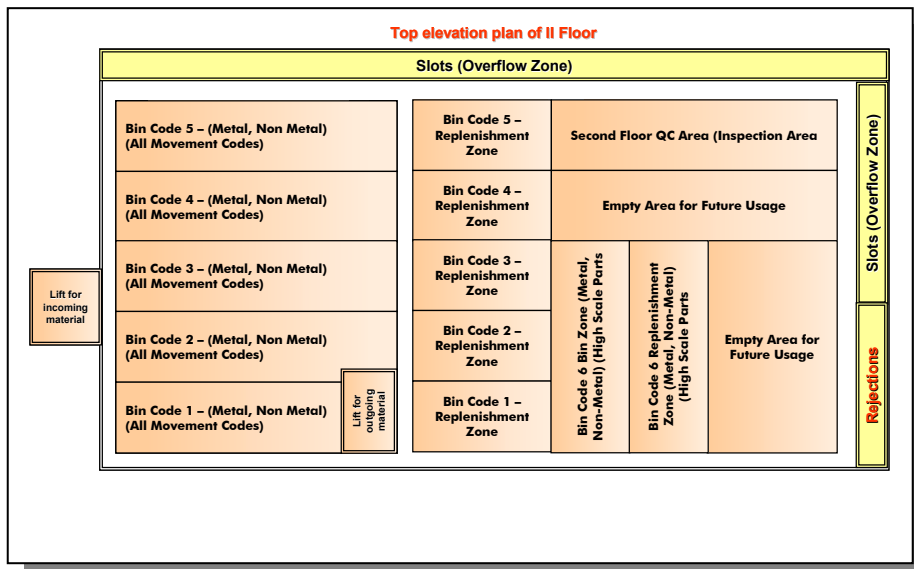 Top elevation plan of II Floor
Slots (Overflow Zone)
Bin Code 5 – (Metal, Non Metal)
(All Movement Codes)
Bin Code 4 – (Metal, Non Metal)
(All Movement Codes)
Bin Code 3 – (Metal, Non Metal)
(All Movement Codes)
Bin Code 2 – (Metal, Non Metal)
(All Movement Codes)
Bin Code 1 – (Metal, Non Metal)
(All Movement Codes)
Lift for
incoming
material
Lift for
outgoing
material
Bin Code 5 –
Replenishment
Zone
Bin Code 4 –
Replenishment
Zone
Bin Code 3 –
Replenishment
Zone
Bin Code 2 –
Replenishment
Zone
Bin Code 1 –
Replenishment
Zone
Second Floor QC Area (Inspection Area
Empty Area for Future Usage
Bin Code 6 Bin Zone (Metal,
Non-Metal) (High Scale Parts
Bin Code 6 Replenishment
Zone (Metal, Non-Metal)
(High Scale Parts)
Empty Area for
Future Usage
Slots (Overflow Zone)
Rejections